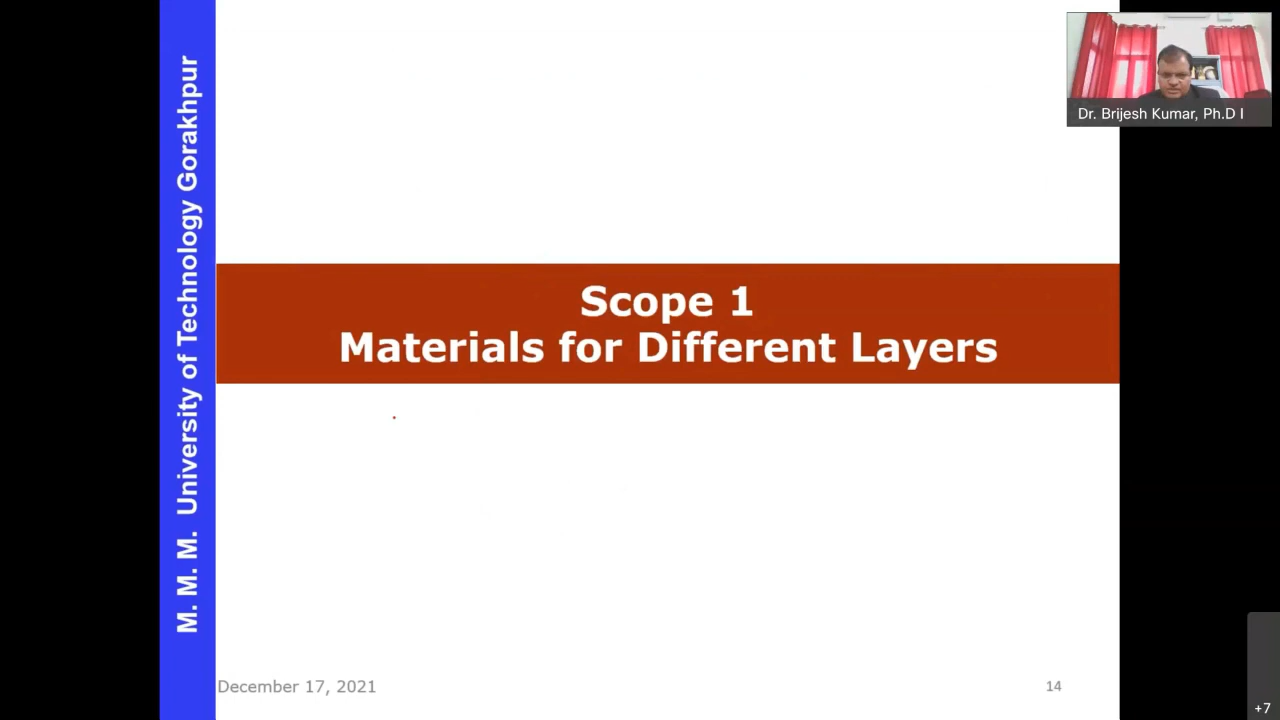 M. M. M. University of Technology Gorakhpur
Dr. Brijesh Kumar, Ph.D I
Scope 1
Materials for Different Layers
December 17, 2021
14
+7